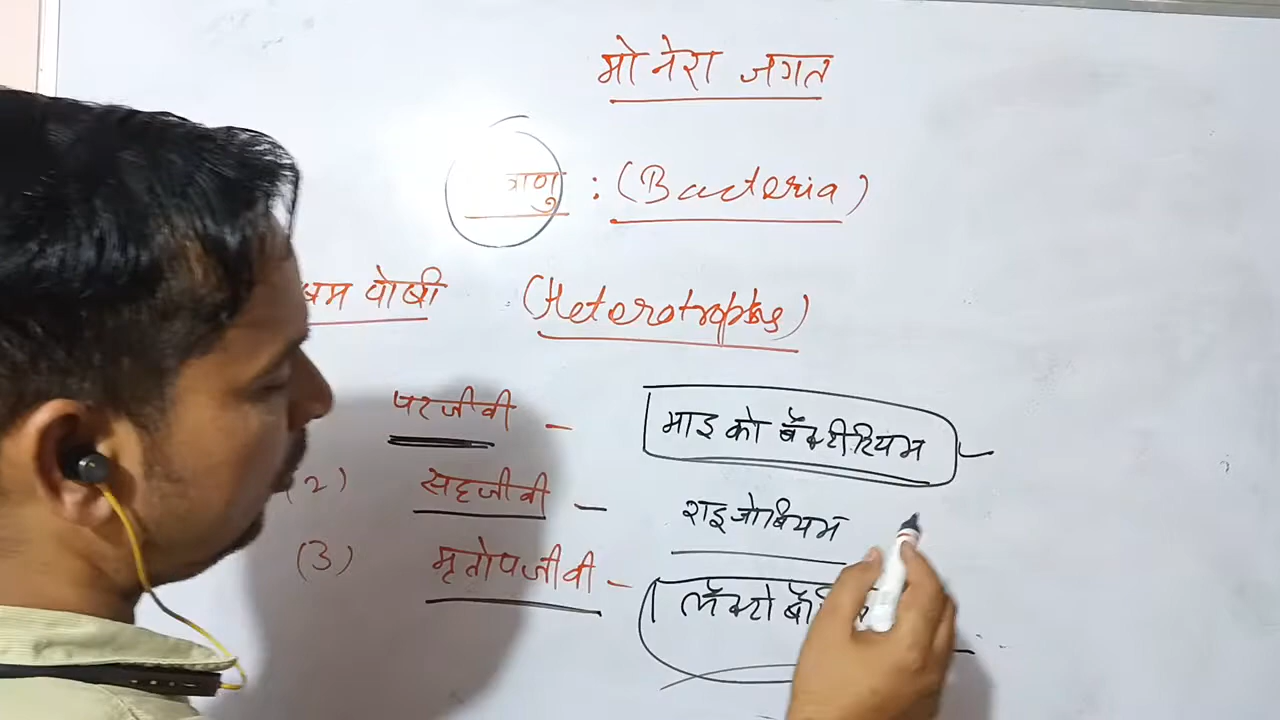 मोनेरा जगत
: (Bacteria)
पोषी (Heterotrophs)
परजीवी - माइको बैक्टीरियम -
(2) सहजीवी - राइजोबियम
(3) मृतोपजीवी - लैक्टो